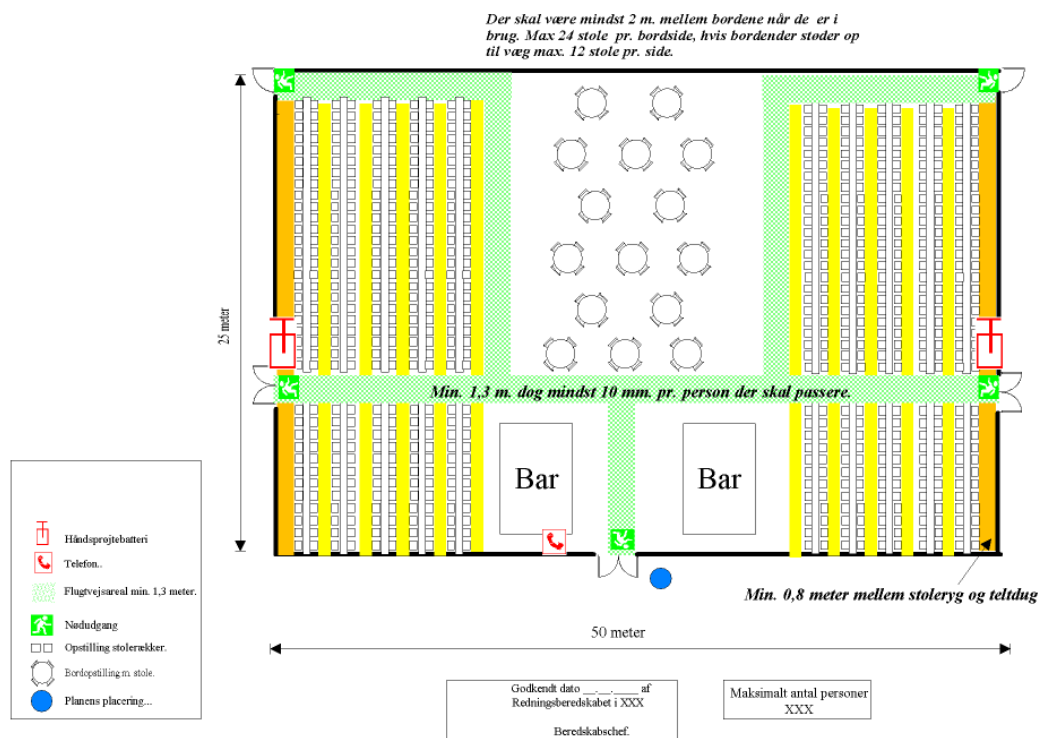 Der skal være mindst 2 m. mellem bordene når de er i
brug. Max 24 stole pr. bordside, hvis bordender støder op
til væg max. 12 stole pr. side.
25 meter
Min. 1,3 m. dog mindst 10 mm. pr. person der skal passere.
Bar
Bar
Håndsprøjtebatteri
Telefon..
Flugtvejsareal min. 1,3 meter.
Nødudgang
Opstilling stolerækker.
Bordopstilling m. stole.
Planens placering...
Min. 0,8 meter mellem stoleryg og teltdug
50 meter
Godkendt dato __.__.____ af
Redningsberedskabet i XXX
Beredskabschef.
Maksimalt antal personer
XXX